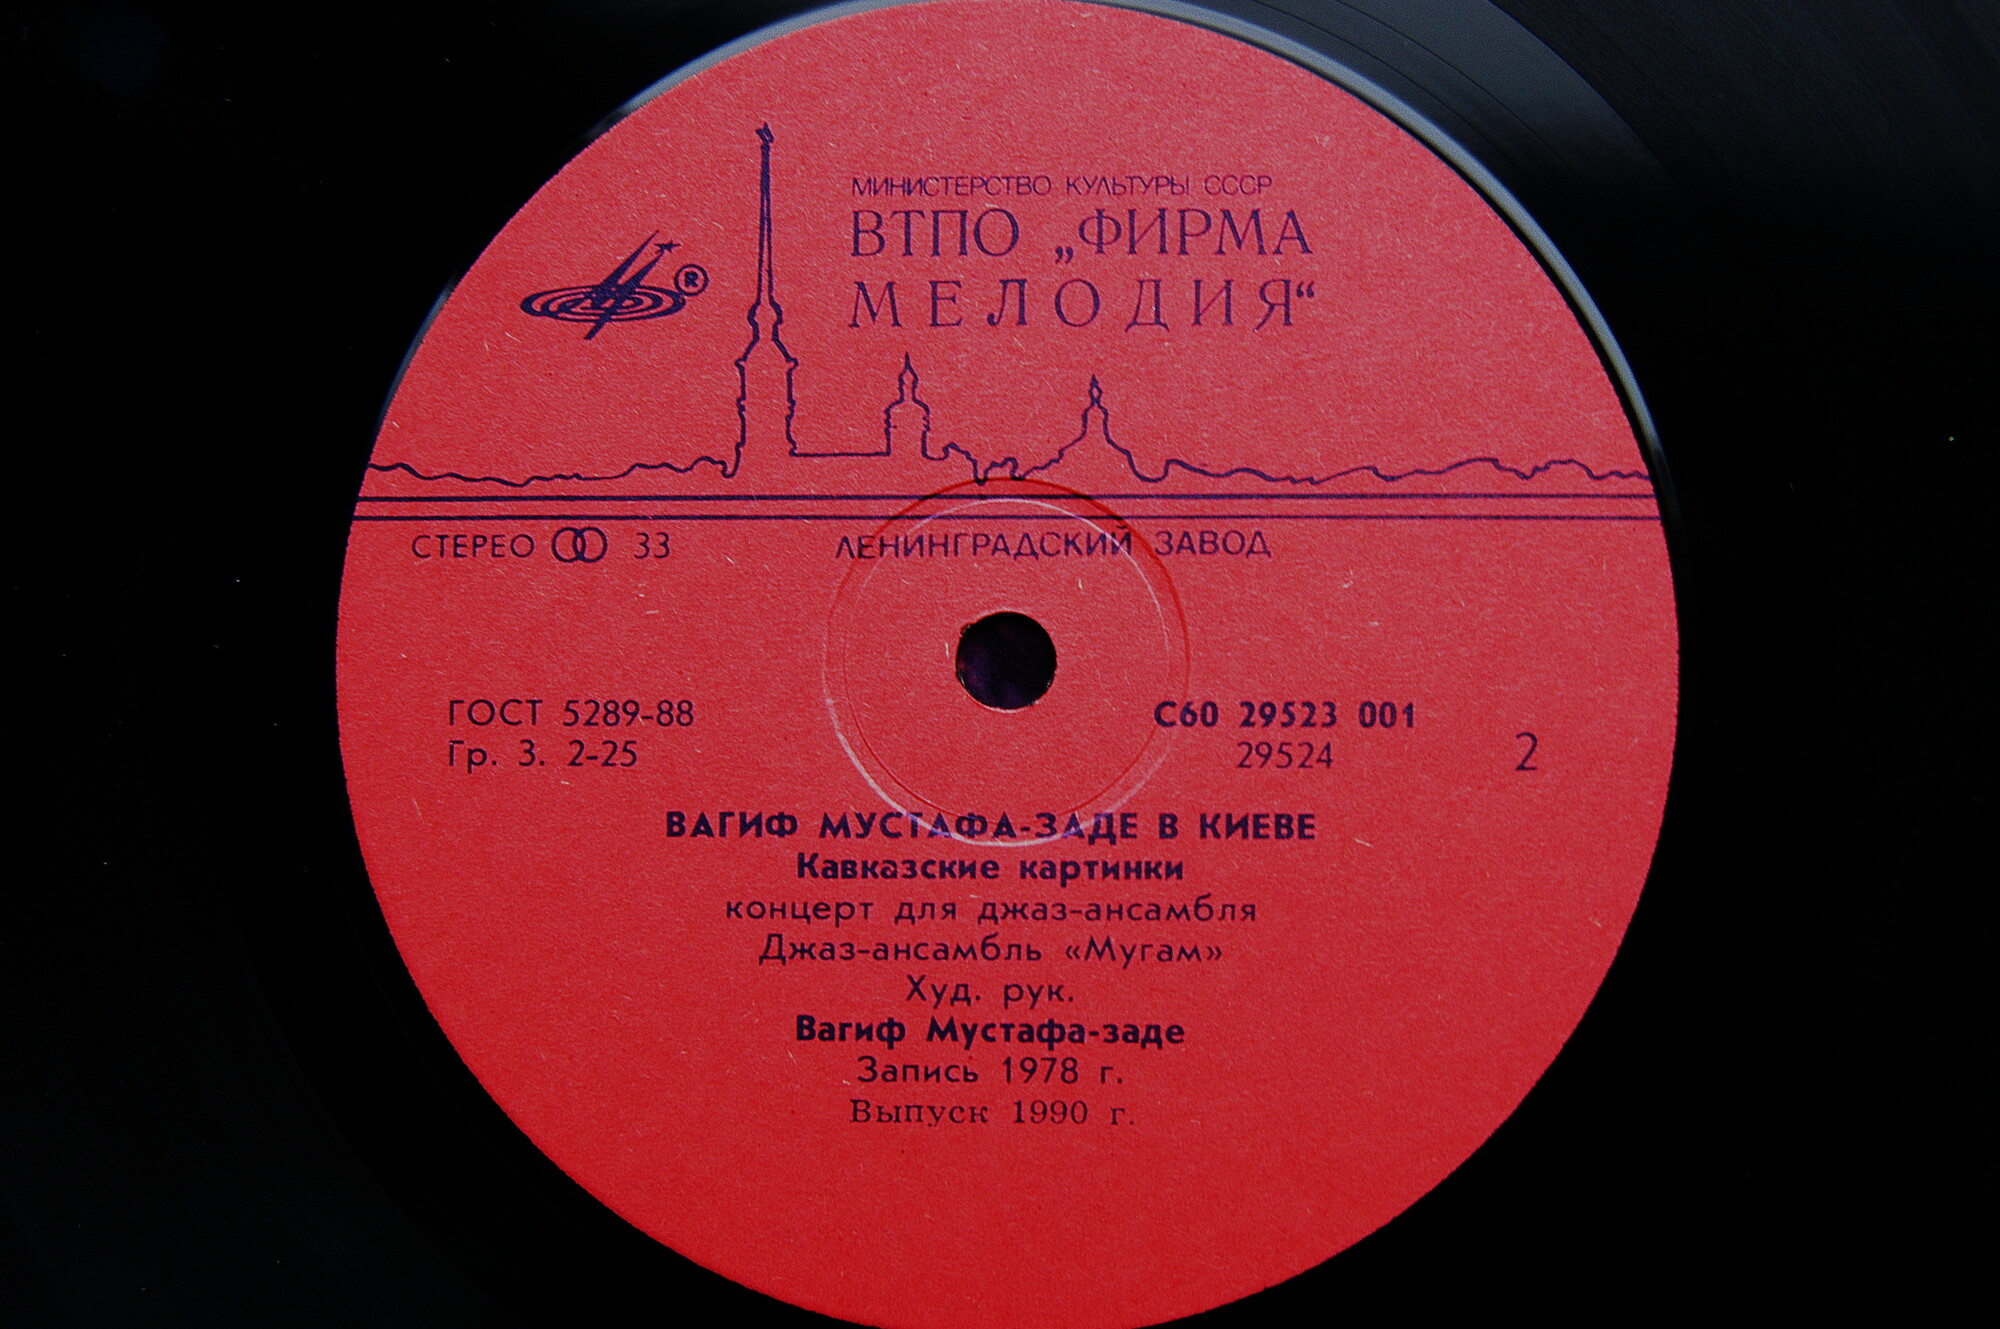 МИНИСТЕРСТВО КУЛЬТУРЫ СССР
ВТПО „ФИРМА
МЕЛОДИЯ“
®
СТЕРЕО 33
ЛЕНИНГРАДСКИЙ ЗАВОД
ГОСТ 5289-88
Гр. 3. 2-25
С60 29523 001
29524
2
ВАГИФ МУСТАФА-ЗАДЕ В КИЕВЕ
Кавказские картинки
концерт для джаз-ансамбля
Джаз-ансамбль «Мугам»
Худ. рук.
Вагиф Мустафа-заде
Запись 1978 г.
Выпуск 1990 г.